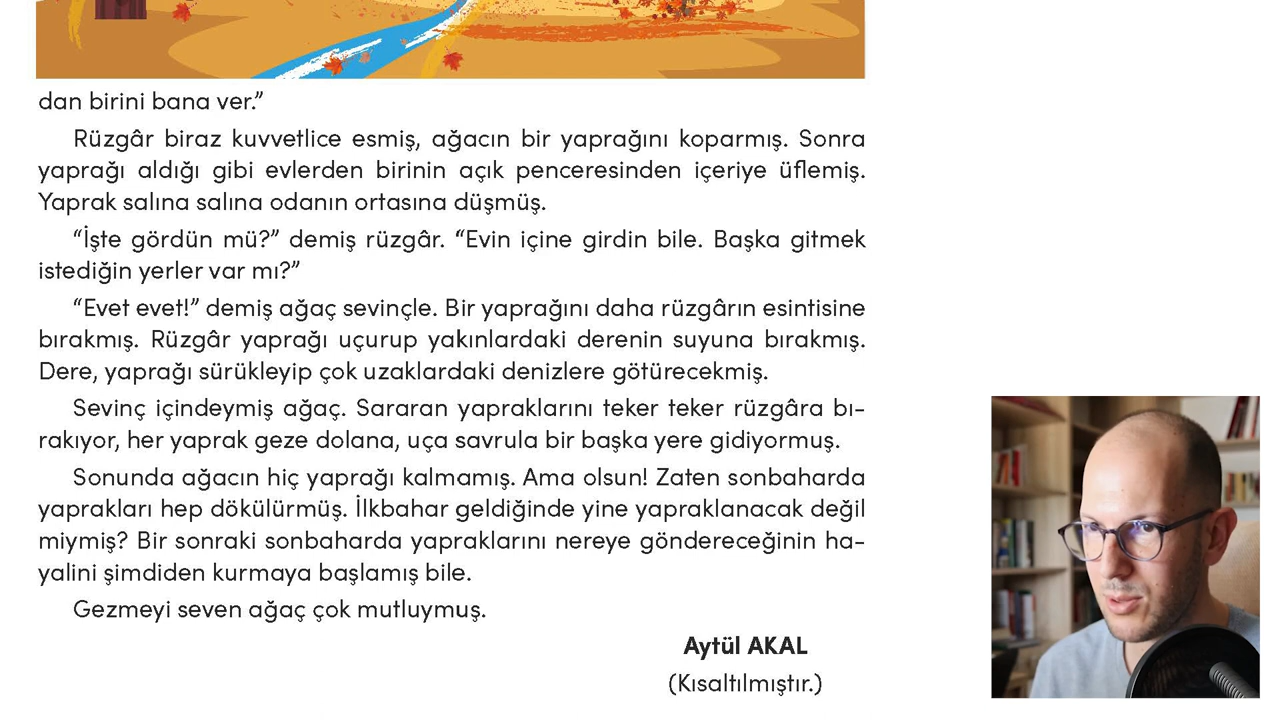 dan birini bana ver.”
Rüzgâr biraz kuvvetlice esmiş, ağacın bir yaprağını koparmış. Sonra
yaprağı aldığı gibi evlerden birinin açık penceresinden içeriye üflemiş.
Yaprak salına salına odanın ortasına düşmüş.
“İşte gördün mü?” demiş rüzgâr. “Evin içine girdin bile. Başka gitmek
istediğin yerler var mı?”
“Evet evet!” demiş ağaç sevinçle. Bir yaprağını daha rüzgârın esintisine
bırakmış. Rüzgâr yaprağı uçurup yakınlardaki derenin suyuna bırakmış.
Dere, yaprağı sürükleyip çok uzaklardaki denizlere götürecekmiş.
Sevinç içindeymiş ağaç. Sararan yapraklarını teker teker rüzgâra bı-
rakıyor, her yaprak geze dolana, uça savrula bir başka yere gidiyormuş.
Sonunda ağacın hiç yaprağı kalmamış. Ama olsun! Zaten sonbaharda
yaprakları hep dökülürmüş. İlkbahar geldiğinde yine yapraklanacak değil
miymiş? Bir sonraki sonbaharda yapraklarını nereye göndereceğinin ha-
yalini şimdiden kurmaya başlamış bile.
Gezmeyi seven ağaç çok mutluymuş.
Aytül AKAL
(Kısaltılmıştır.)